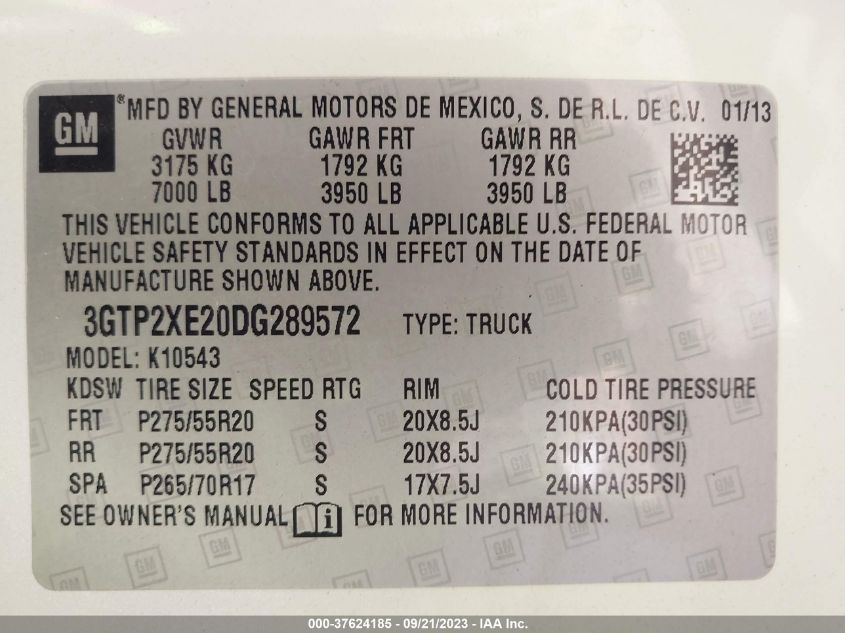 GM
® MFD BY GENERAL MOTORS DE MEXICO, S. DE R.L. DE C.V. 01/13
GVWR GAWR FRT GAWR RR
3175 KG 1792 KG 1792 KG
7000 LB 3950 LB 3950 LB
THIS VEHICLE CONFORMS TO ALL APPLICABLE U.S. FEDERAL MOTOR
VEHICLE SAFETY STANDARDS IN EFFECT ON THE DATE OF
MANUFACTURE SHOWN ABOVE.
3GTP2XE20DG289572 TYPE: TRUCK
MODEL: K10543
KDSW TIRE SIZE SPEED RTG RIM COLD TIRE PRESSURE
FRT P275/55R20 S 20X8.5J 210KPA(30PSI)
RR P275/55R20 S 20X8.5J 210KPA(30PSI)
SPA P265/70R17 S 17X7.5J 240KPA(35PSI)
SEE OWNER'S MANUAL FOR MORE INFORMATION.
000-37624185 - 09/21/2023 - IAA Inc.